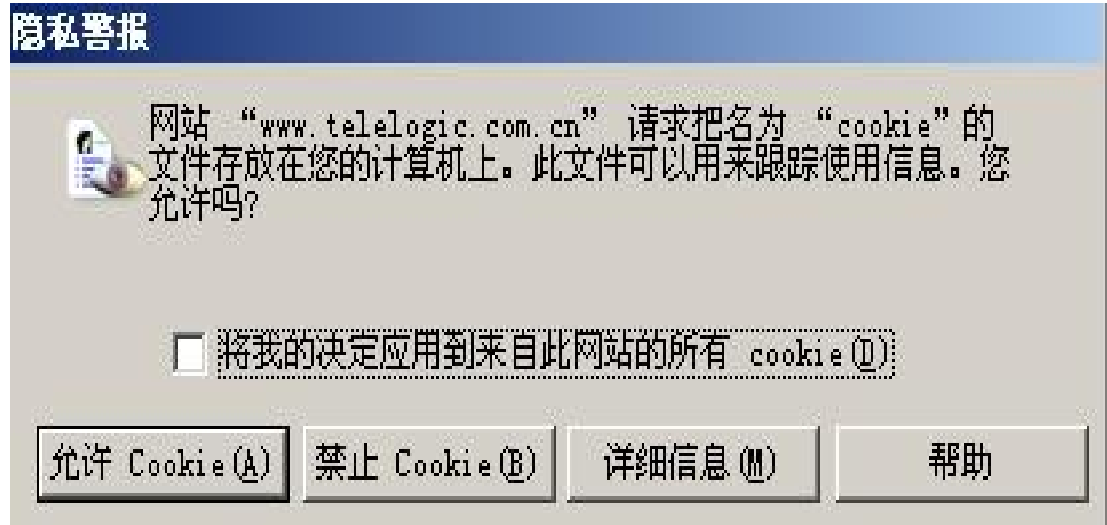 隐私警报
网站 “www.telelogic.com.cn” 请求把名为 “cookie”的
文件存放在您的计算机上。此文件可以用来跟踪使用信息。您
允许吗?
将我的决定应用到来自此网站的所有 cookie(D)
允许 Cookie(A)
禁止 Cookie(B)
详细信息(M)
帮助